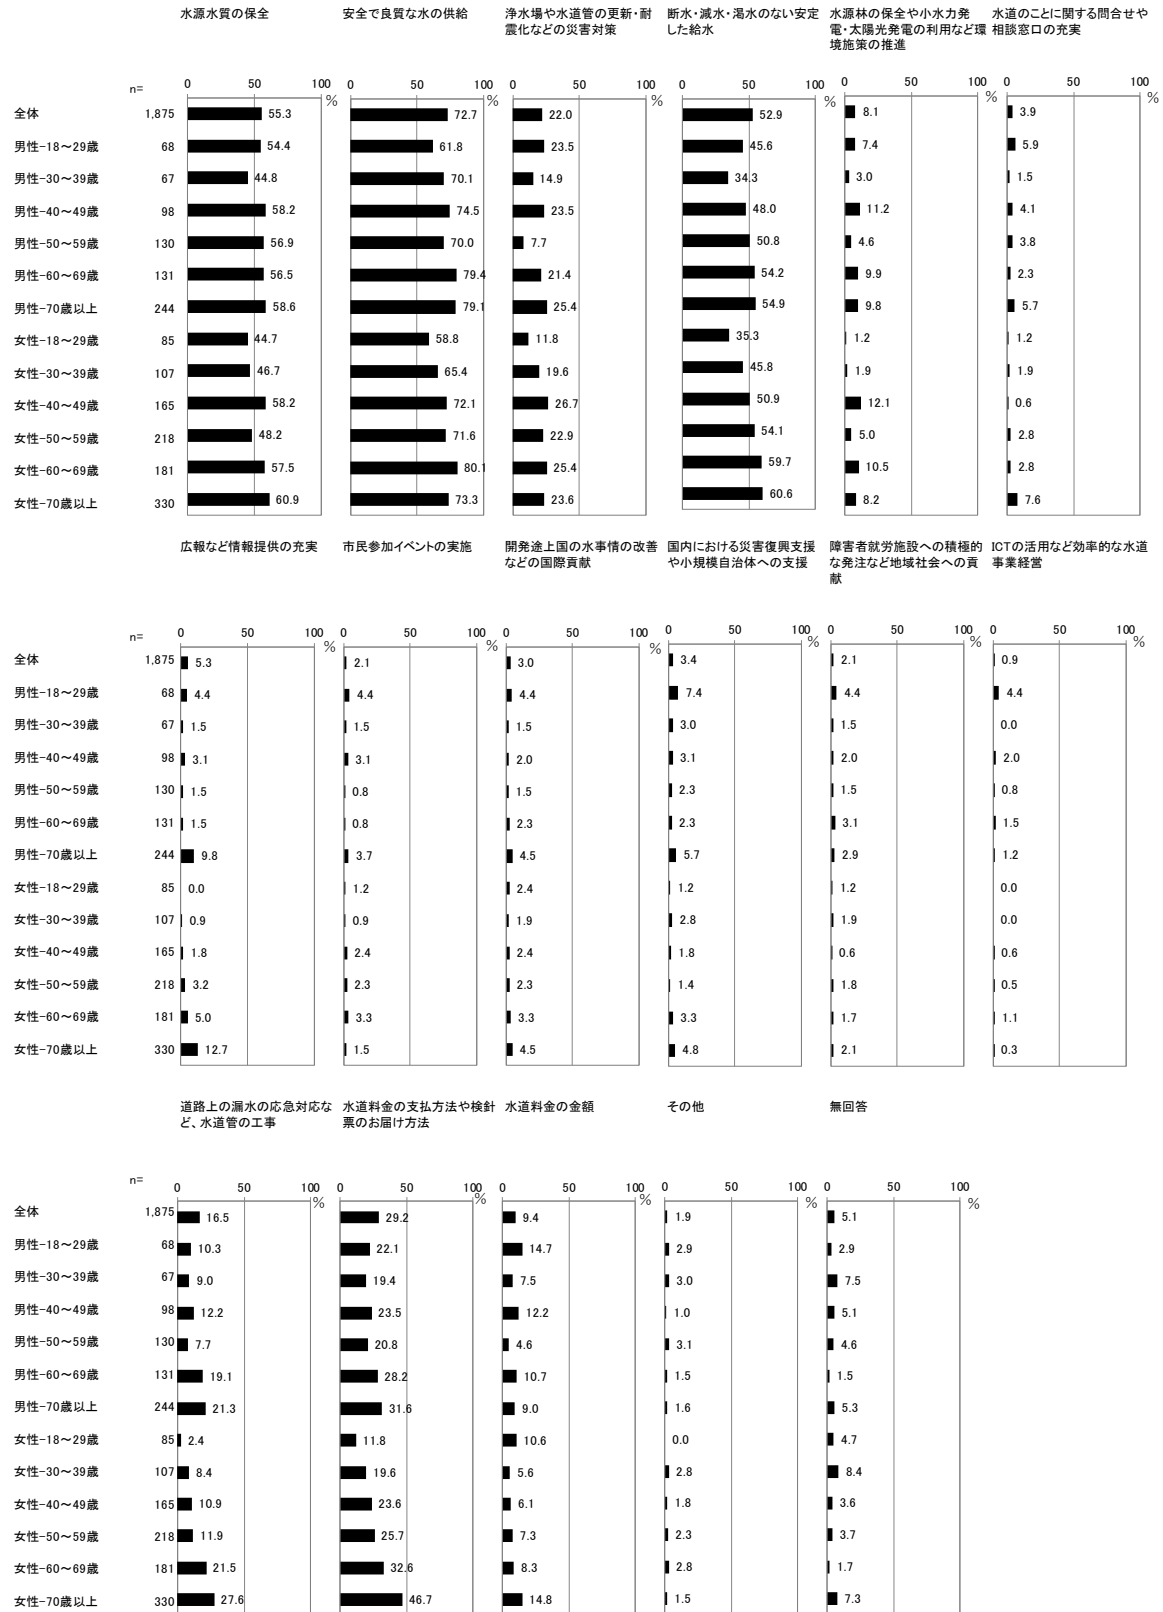 水源水質の保全 安全で良質な水の供給 浄水場や水道管の更新・耐 断水・減水・渇水のない安定 水源林の保全や小水力発 水道のことに関する問合せや
震化などの災害対策 した給水 電・太陽光発電の利用など環 相談窓口の充実
境施策の推進
n= 0 50 100 % 0 50 100 % 0 50 100 % 0 50 100 % 0 50 100 % 0 50 100 %
全体 1,875 55.3 72.7 22.0 52.9 8.1 3.9
男性-18～29歳 68 54.4 61.8 23.5 45.6 7.4 5.9
男性-30～39歳 67 44.8 70.1 14.9 34.3 3.0 1.5
男性-40～49歳 98 58.2 74.5 23.5 48.0 11.2 4.1
男性-50～59歳 130 56.9 70.0 7.7 50.8 4.6 3.8
男性-60～69歳 131 56.5 79.4 21.4 54.2 9.9 2.3
男性-70歳以上 244 58.6 79.1 25.4 54.9 9.8 5.7
女性-18～29歳 85 44.7 58.8 11.8 35.3 1.2 1.2
女性-30～39歳 107 46.7 65.4 19.6 45.8 1.9 1.9
女性-40～49歳 165 58.2 72.1 26.7 50.9 12.1 0.6
女性-50～59歳 218 48.2 71.6 22.9 54.1 5.0 2.8
女性-60～69歳 181 57.5 80.1 25.4 59.7 10.5 2.8
女性-70歳以上 330 60.9 73.3 23.6 60.6 8.2 7.6
広報など情報提供の充実 市民参加イベントの実施 開発途上国の水事情の改善 国内における災害復興支援 障害者就労施設への積極的 ICTの活用など効率的な水道
などの国際貢献 や小規模自治体への支援 な発注など地域社会への貢 事業経営
献
n= 0 50 100 % 0 50 100 % 0 50 100 % 0 50 100 % 0 50 100 % 0 50 100 %
全体 1,875 5.3 2.1 3.0 3.4 2.1 0.9
男性-18～29歳 68 4.4 4.4 4.4 7.4 4.4 4.4
男性-30～39歳 67 1.5 1.5 1.5 3.0 1.5 0.0
男性-40～49歳 98 3.1 3.1 2.0 3.1 2.0 2.0
男性-50～59歳 130 1.5 0.8 1.5 2.3 1.5 0.8
男性-60～69歳 131 1.5 0.8 2.3 2.3 3.1 1.5
男性-70歳以上 244 9.8 3.7 4.5 5.7 2.9 1.2
女性-18～29歳 85 0.0 1.2 2.4 1.2 1.2 0.0
女性-30～39歳 107 0.9 0.9 1.9 2.8 1.9 0.0
女性-40～49歳 165 1.8 2.4 2.4 1.8 0.6 0.6
女性-50～59歳 218 3.2 2.3 2.3 1.4 1.8 0.5
女性-60～69歳 181 5.0 3.3 3.3 3.3 1.7 1.1
女性-70歳以上 330 12.7 1.5 4.5 4.8 2.1 0.3
道路上の漏水の応急対応な 水道料金の支払方法や検針 水道料金の金額 その他 無回答
ど、水道管の工事 票のお届け方法
n= 0 50 100 % 0 50 100 % 0 50 100 % 0 50 100 % 0 50 100 %
全体 1,875 16.5 29.2 9.4 1.9 5.1
男性-18～29歳 68 10.3 22.1 14.7 2.9 2.9
男性-30～39歳 67 9.0 19.4 7.5 3.0 7.5
男性-40～49歳 98 12.2 23.5 12.2 1.0 5.1
男性-50～59歳 130 7.7 20.8 4.6 3.1 4.6
男性-60～69歳 131 19.1 28.2 10.7 1.5 1.5
男性-70歳以上 244 21.3 31.6 9.0 1.6 5.3
女性-18～29歳 85 2.4 11.8 10.6 0.0 4.7
女性-30～39歳 107 8.4 19.6 5.6 2.8 8.4
女性-40～49歳 165 10.9 23.6 6.1 1.8 3.6
女性-50～59歳 218 11.9 25.7 7.3 2.3 3.7
女性-60～69歳 181 21.5 32.6 8.3 2.8 1.7
女性-70歳以上 330 27.6 46.7 14.8 1.5 7.3